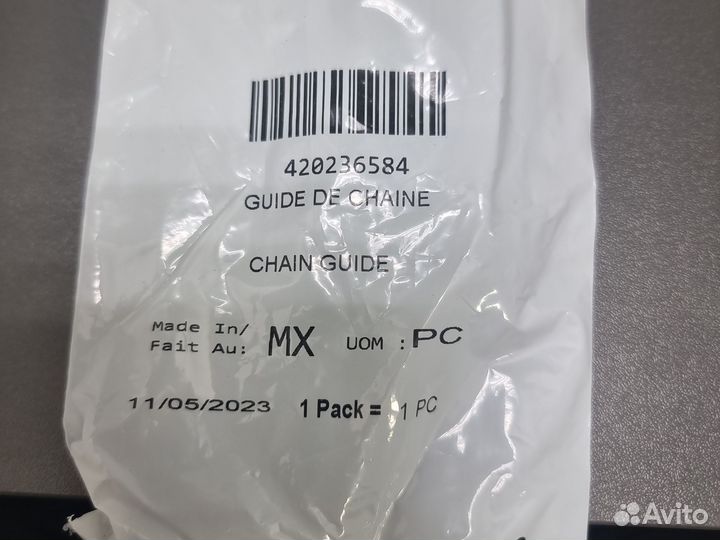 420236584
GUIDE DE CHAINE
CHAIN GUIDE
Made In/
Fait Au: MX UOM : PC
11/05/2023 1 Pack = 1 PC
Avito